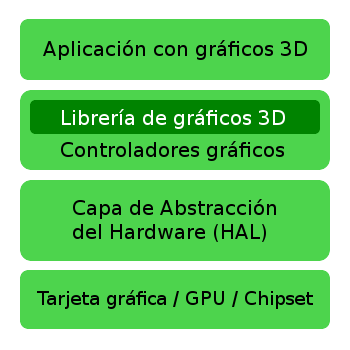 Aplicación con gráficos 3D
Librería de gráficos 3D
Controladores gráficos
Capa de Abstracción
del Hardware (HAL)
Tarjeta gráfica / GPU / Chipset